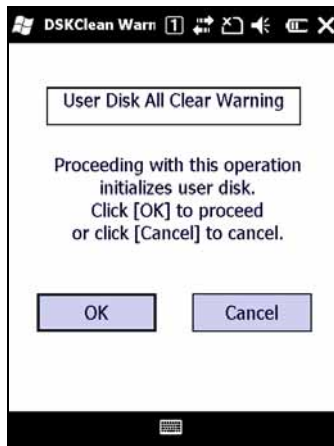 DSKClean Warn 1
User Disk All Clear Warning
Proceeding with this operation
initializes user disk.
Click [OK] to proceed
or click [Cancel] to cancel.
OK
Cancel